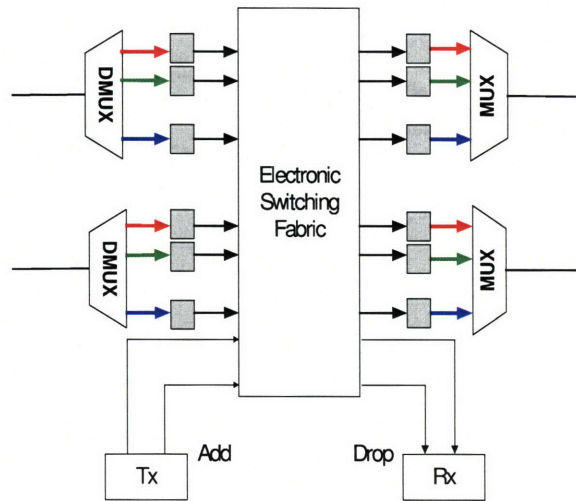 DMUX
MUX
Electronic
Switching
Fabric
DMUX
MUX
Add
Drop
Tx
Rx